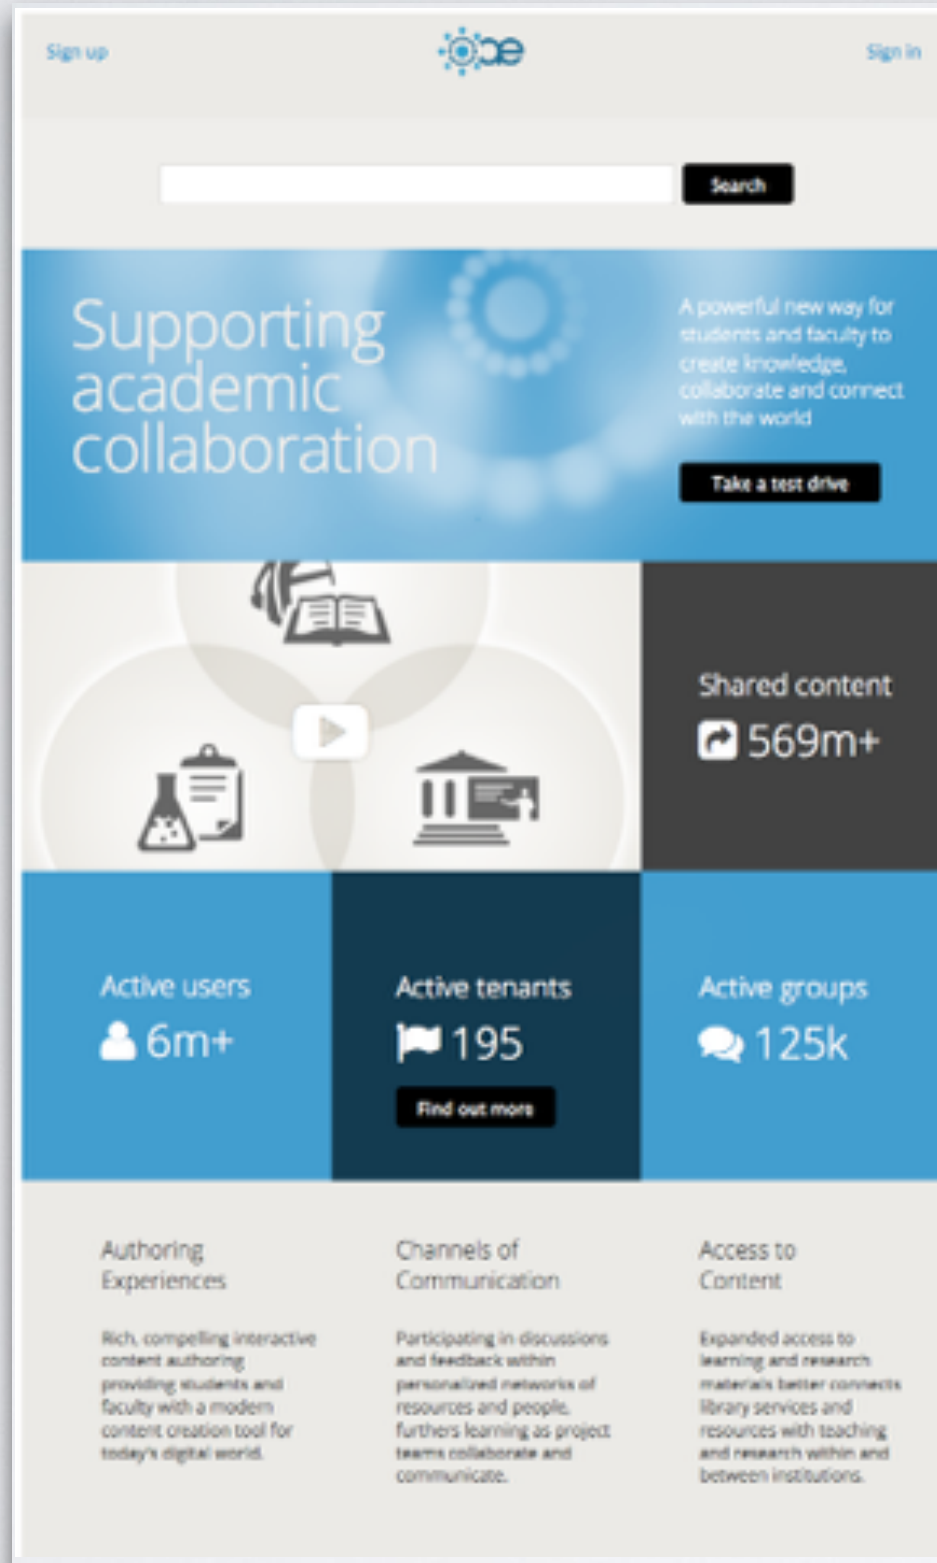 Sign up
oae
Sign in
Search
Supporting
academic
collaboration
A powerful new way for
students and faculty to
create knowledge,
collaborate and connect
with the world
Take a test drive
Shared content
569m+
Active users
6m+
Active tenants
195
Find out more
Active groups
125k
Authoring
Experiences
Rich, compelling interactive
content authoring
providing students and
faculty with a modern
content creation tool for
today's digital world.
Channels of
Communication
Participating in discussions
and feedback within
personalized networks of
resources and people,
furthers learning as project
teams collaborate and
communicate.
Access to
Content
Expanded access to
learning and research
materials better connects
library services and
resources with teaching
and research within and
between institutions.